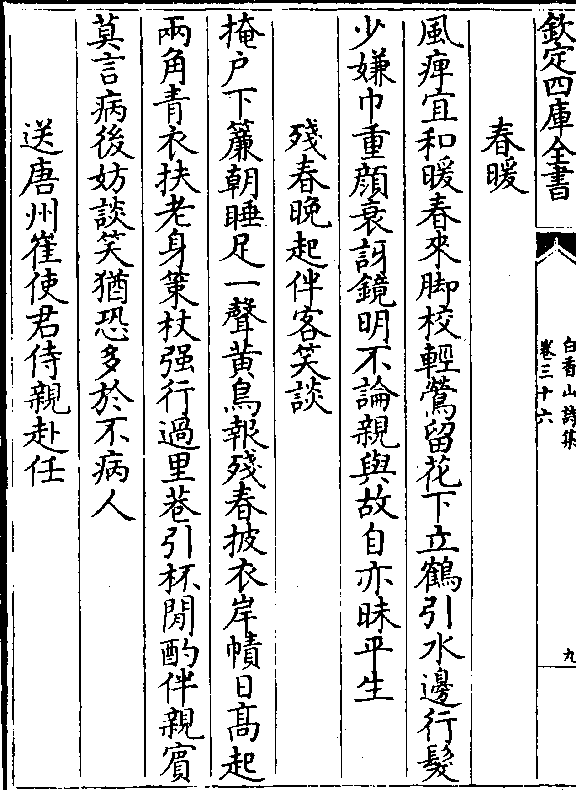 欽定四庫全書
白香山詩集
卷三十六
九
春暖
風痺宜和暖春來脚校輕鶯留花下立鶴引水邊行髮
少嫌巾重顏衰訝鏡明不論親與故自亦昧平生
殘春晚起伴客笑談
掩户下簾朝睡足一聲黄鳥報殘春披衣岸幘日髙起
兩角青衣扶老身策杖强行過里巷引杯閒酌伴親賓
莫言病後妨談笑猶恐多於不病人
送唐州崔使君侍親赴任